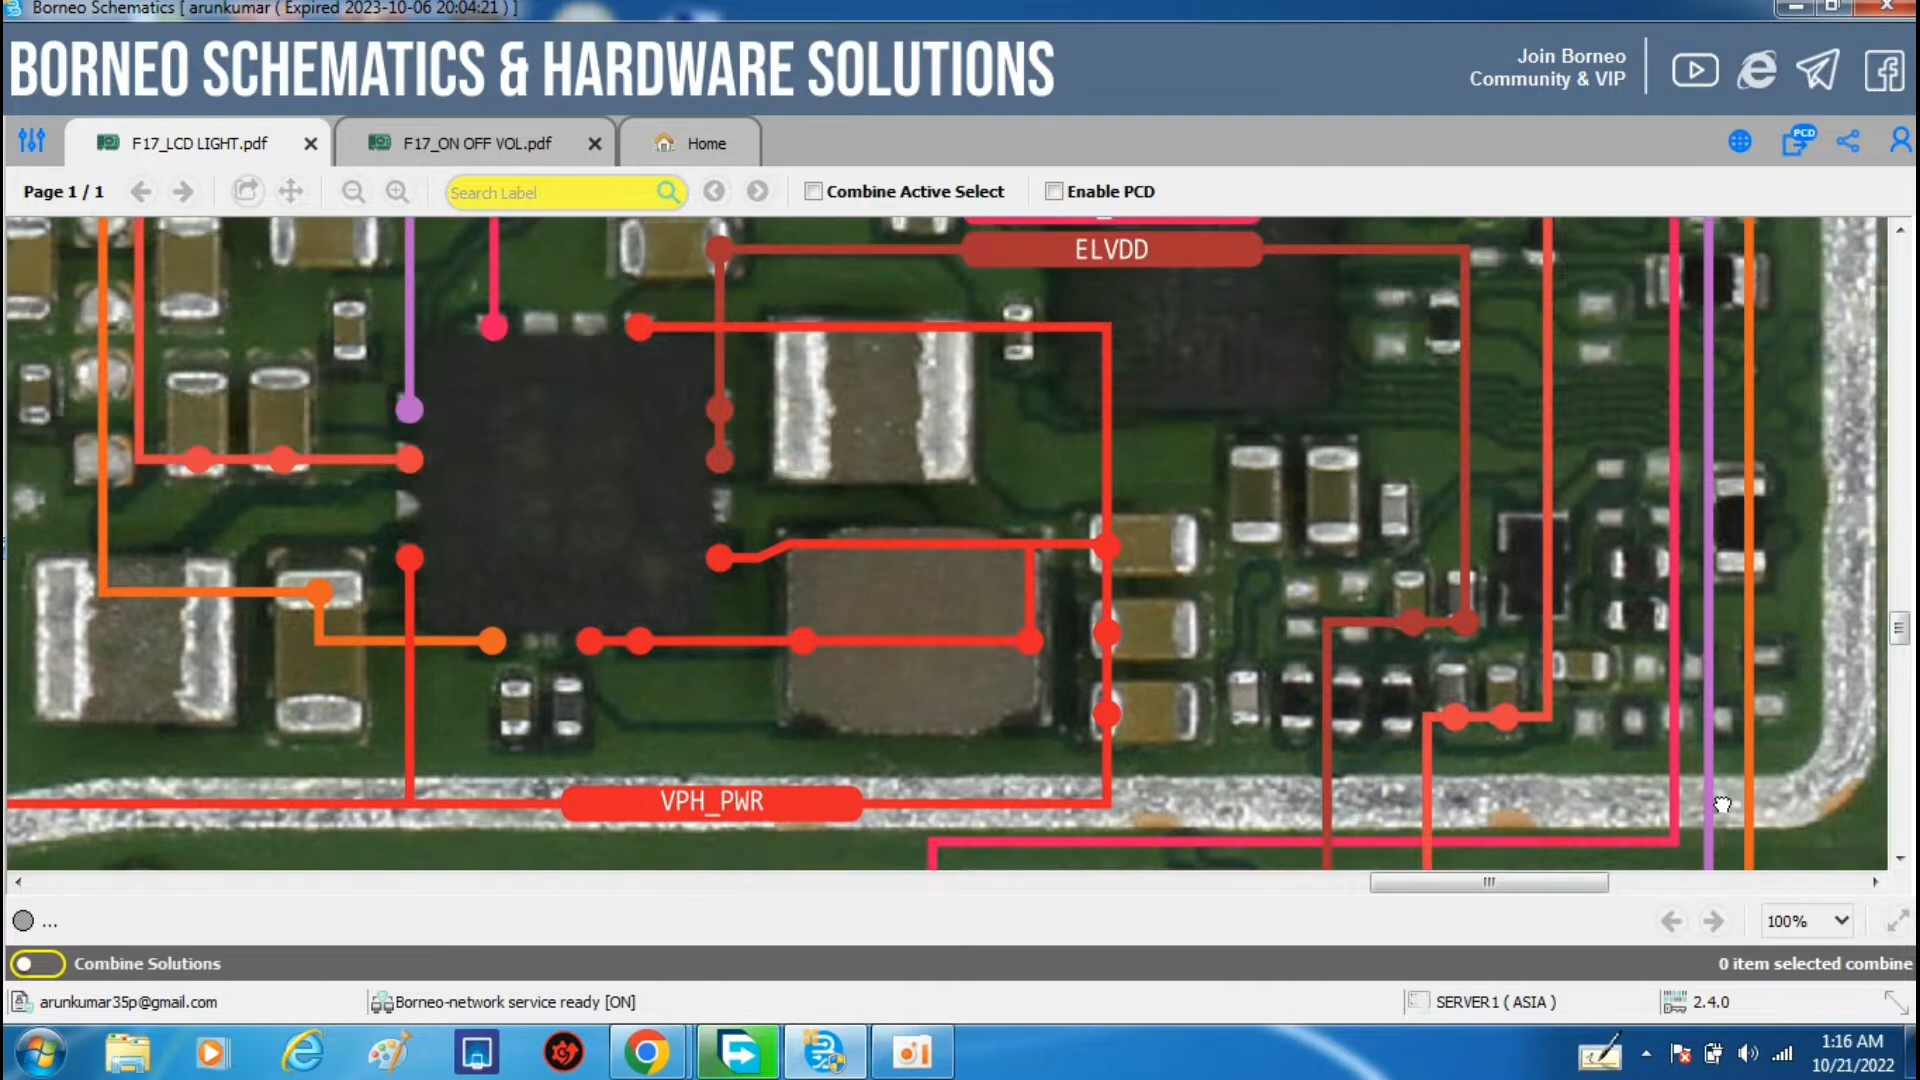 Borneo Schematics [ arunkumar ( Expired 2023-10-06 20:04:21 ) ]
BORNEO SCHEMATICS & HARDWARE SOLUTIONS
Join Borneo
Community & VIP
F17_LCD LIGHT.pdf
F17_ON OFF VOL.pdf
Home
PCD
Page 1 / 1
Search Label
Combine Active Select
Enable PCD
ELVDD
VPH_PWR
...
100%
Combine Solutions
0 item selected combine
arunkumar35p@gmail.com
Borneo-network service ready [ON]
SERVER1 ( ASIA )
2.4.0
1:16 AM
10/21/2022